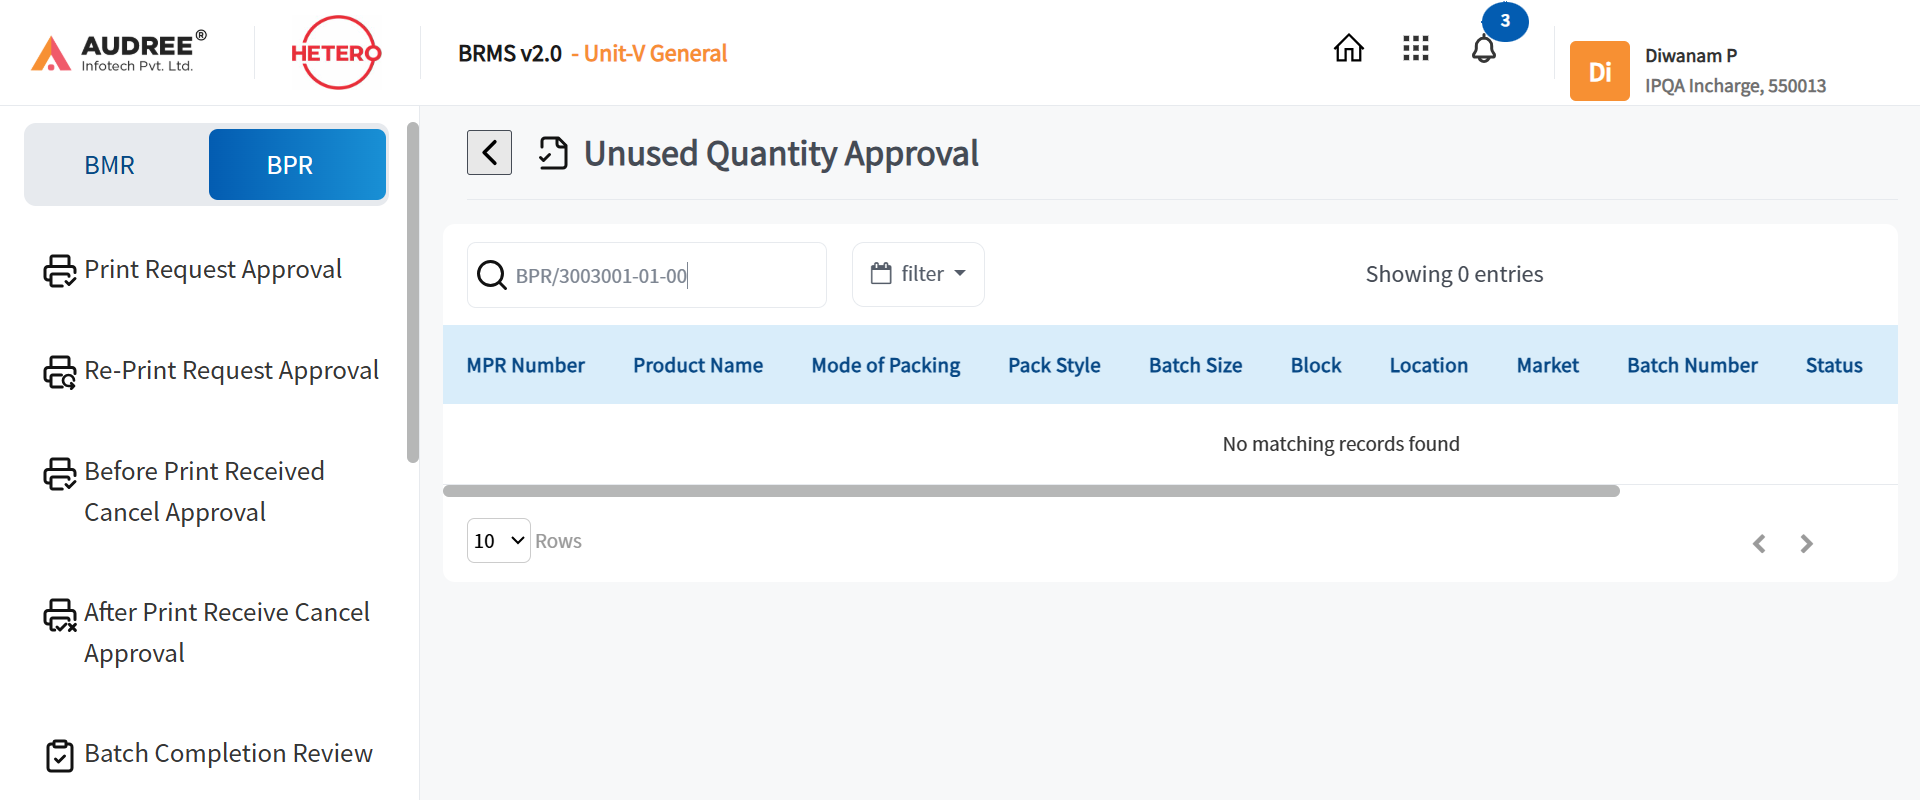 AUDREE®
Infotech Pvt. Ltd.
HETERO
BRMS v2.0 - Unit-V General
3
Di
Diwanam P
IPQA Incharge, 550013
BMR
BPR
Print Request Approval
Re-Print Request Approval
Before Print Received
Cancel Approval
After Print Receive Cancel
Approval
Batch Completion Review
Unused Quantity Approval
BPR/3003001-01-00
filter
Showing 0 entries
MPR Number Product Name Mode of Packing Pack Style Batch Size Block Location Market Batch Number Status
No matching records found
10 Rows